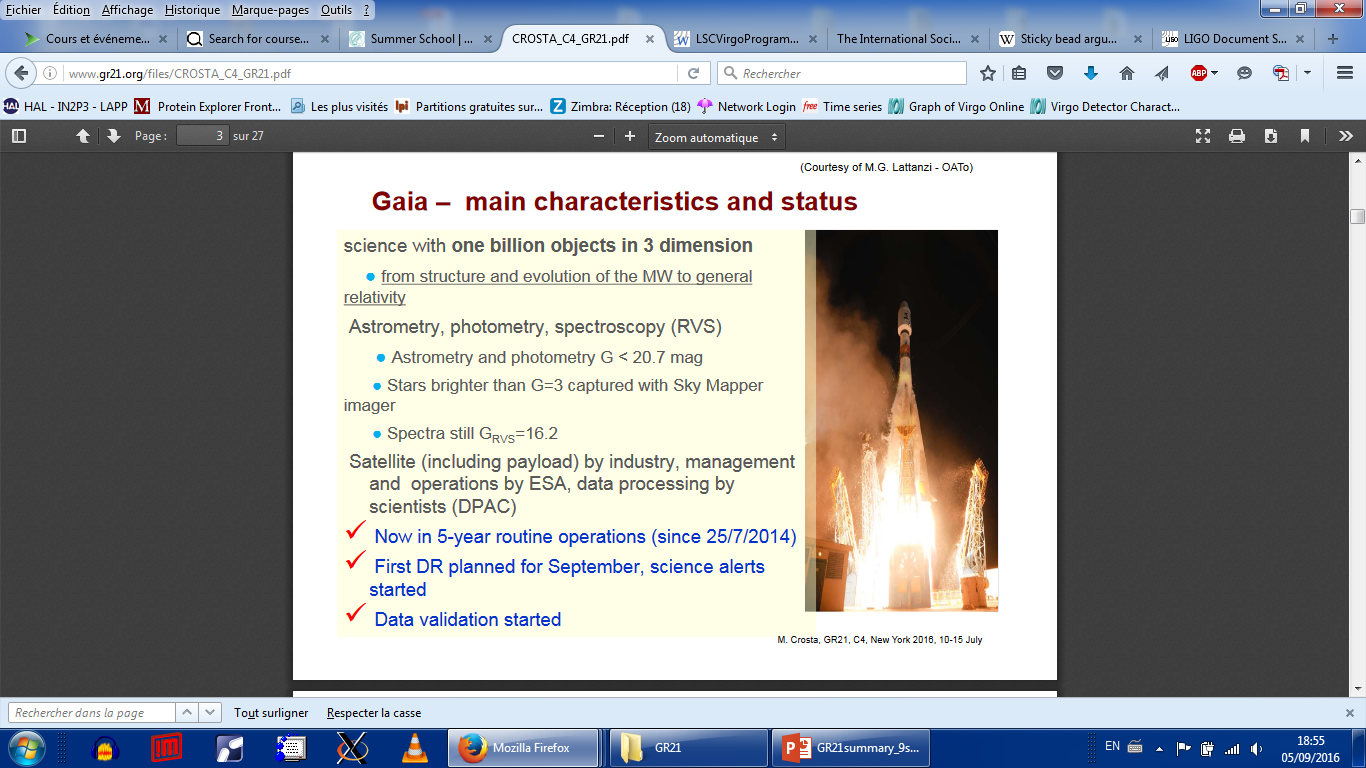 Fichier Édition Affichage Historique Marque-pages Outils ?
Cours et événeme... Search for course... Summer School | ... CROSTA_C4_GR21.pdf LSCVirgoProgram... The International Soci... Sticky bead argu... LIGO Document S...
www.gr21.org/files/CROSTA_C4_GR21.pdf Rechercher
HAL - IN2P3 - LAPP Protein Explorer Front... Les plus visités Partitions gratuites sur... Zimbra: Réception (18) Network Login Time series Graph of Virgo Online Virgo Detector Charact...
Page : 3 sur 27 Zoom automatique
(Courtesy of M.G. Lattanzi - OATo)
Gaia – main characteristics and status
science with one billion objects in 3 dimension
• from structure and evolution of the MW to general
relativity
Astrometry, photometry, spectroscopy (RVS)
• Astrometry and photometry G < 20.7 mag
• Stars brighter than G=3 captured with Sky Mapper
imager
• Spectra still GRVS=16.2
Satellite (including payload) by industry, management
and operations by ESA, data processing by
scientists (DPAC)
✓ Now in 5-year routine operations (since 25/7/2014)
✓ First DR planned for September, science alerts
started
✓ Data validation started
M. Crosta, GR21, C4, New York 2016, 10-15 July
Rechercher dans la page Tout surligner Respecter la casse
Mozilla Firefox GR21 GR21summary_9s... EN 18:55
05/09/2016